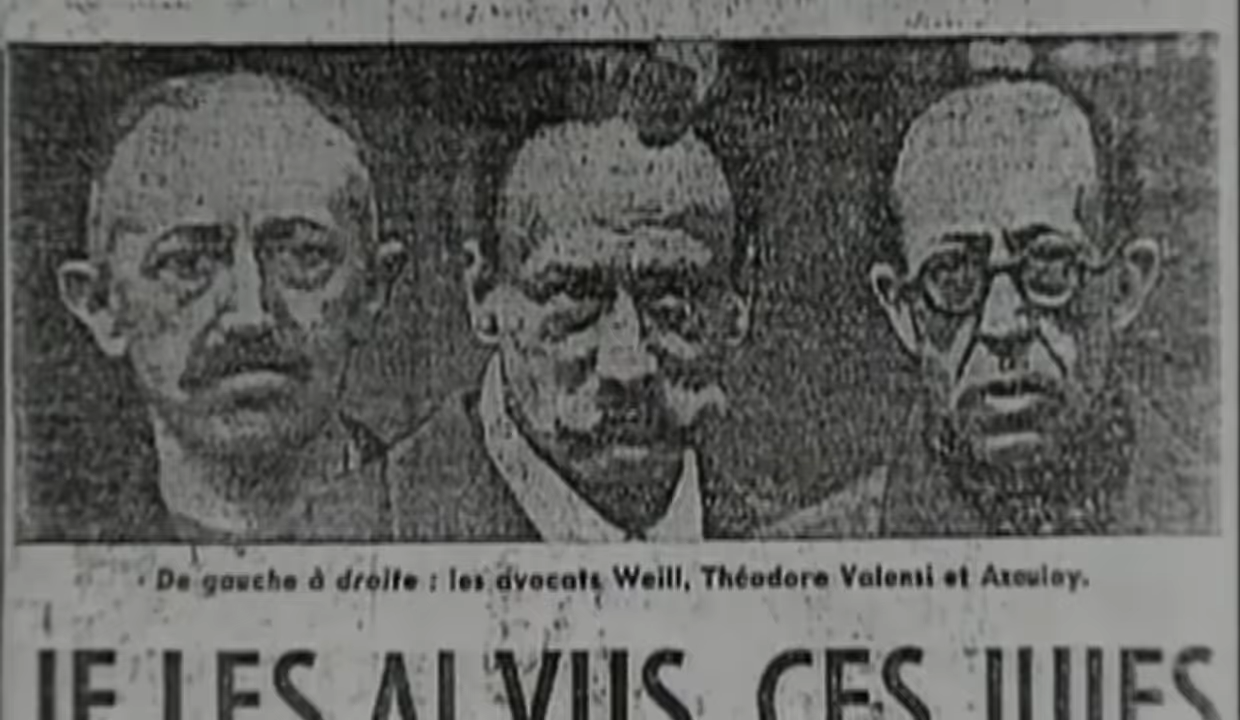 De gauche à droite : les avocats Weill, Théodore Valensi et Azoulay.
JE LES AI VUS, CES JUIFS